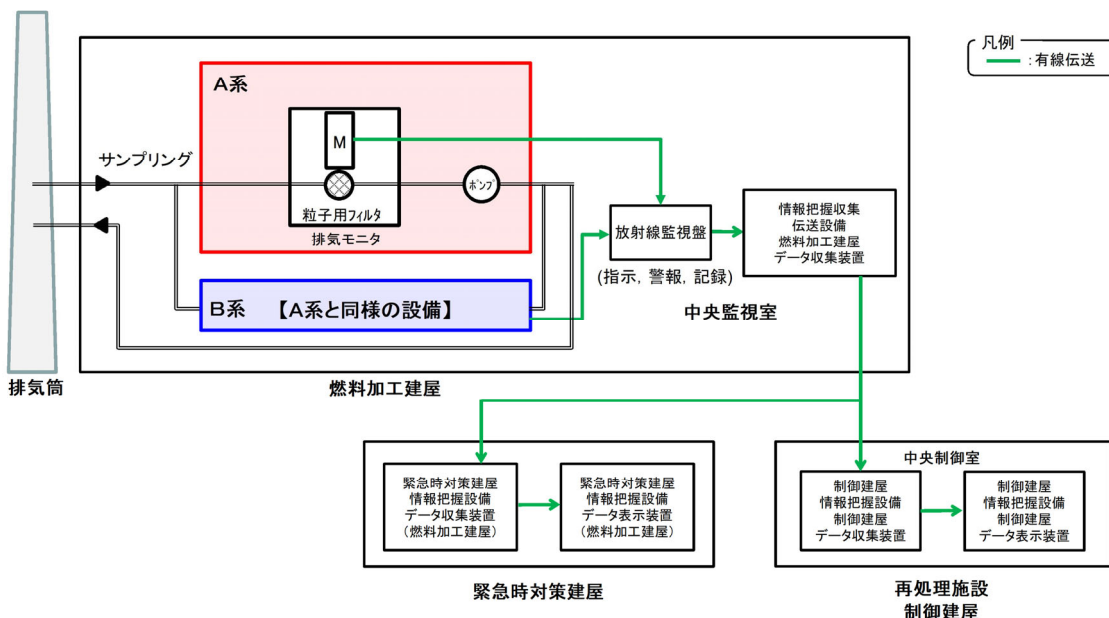 凡例
：有線伝送
A系
M
サンプリング
ポンプ
粒子用フィルタ
排気モニタ
放射線監視盤
(指示，警報，記録)
情報把握収集
伝送設備
燃料加工建屋
データ収集装置
中央監視室
B系 【A系と同様の設備】
排気筒
燃料加工建屋
緊急時対策建屋
情報把握設備
データ収集装置
(燃料加工建屋)
緊急時対策建屋
情報把握設備
データ表示装置
(燃料加工建屋)
緊急時対策建屋
中央制御室
制御建屋
情報把握設備
制御建屋
データ収集装置
制御建屋
情報把握設備
制御建屋
データ表示装置
再処理施設
制御建屋